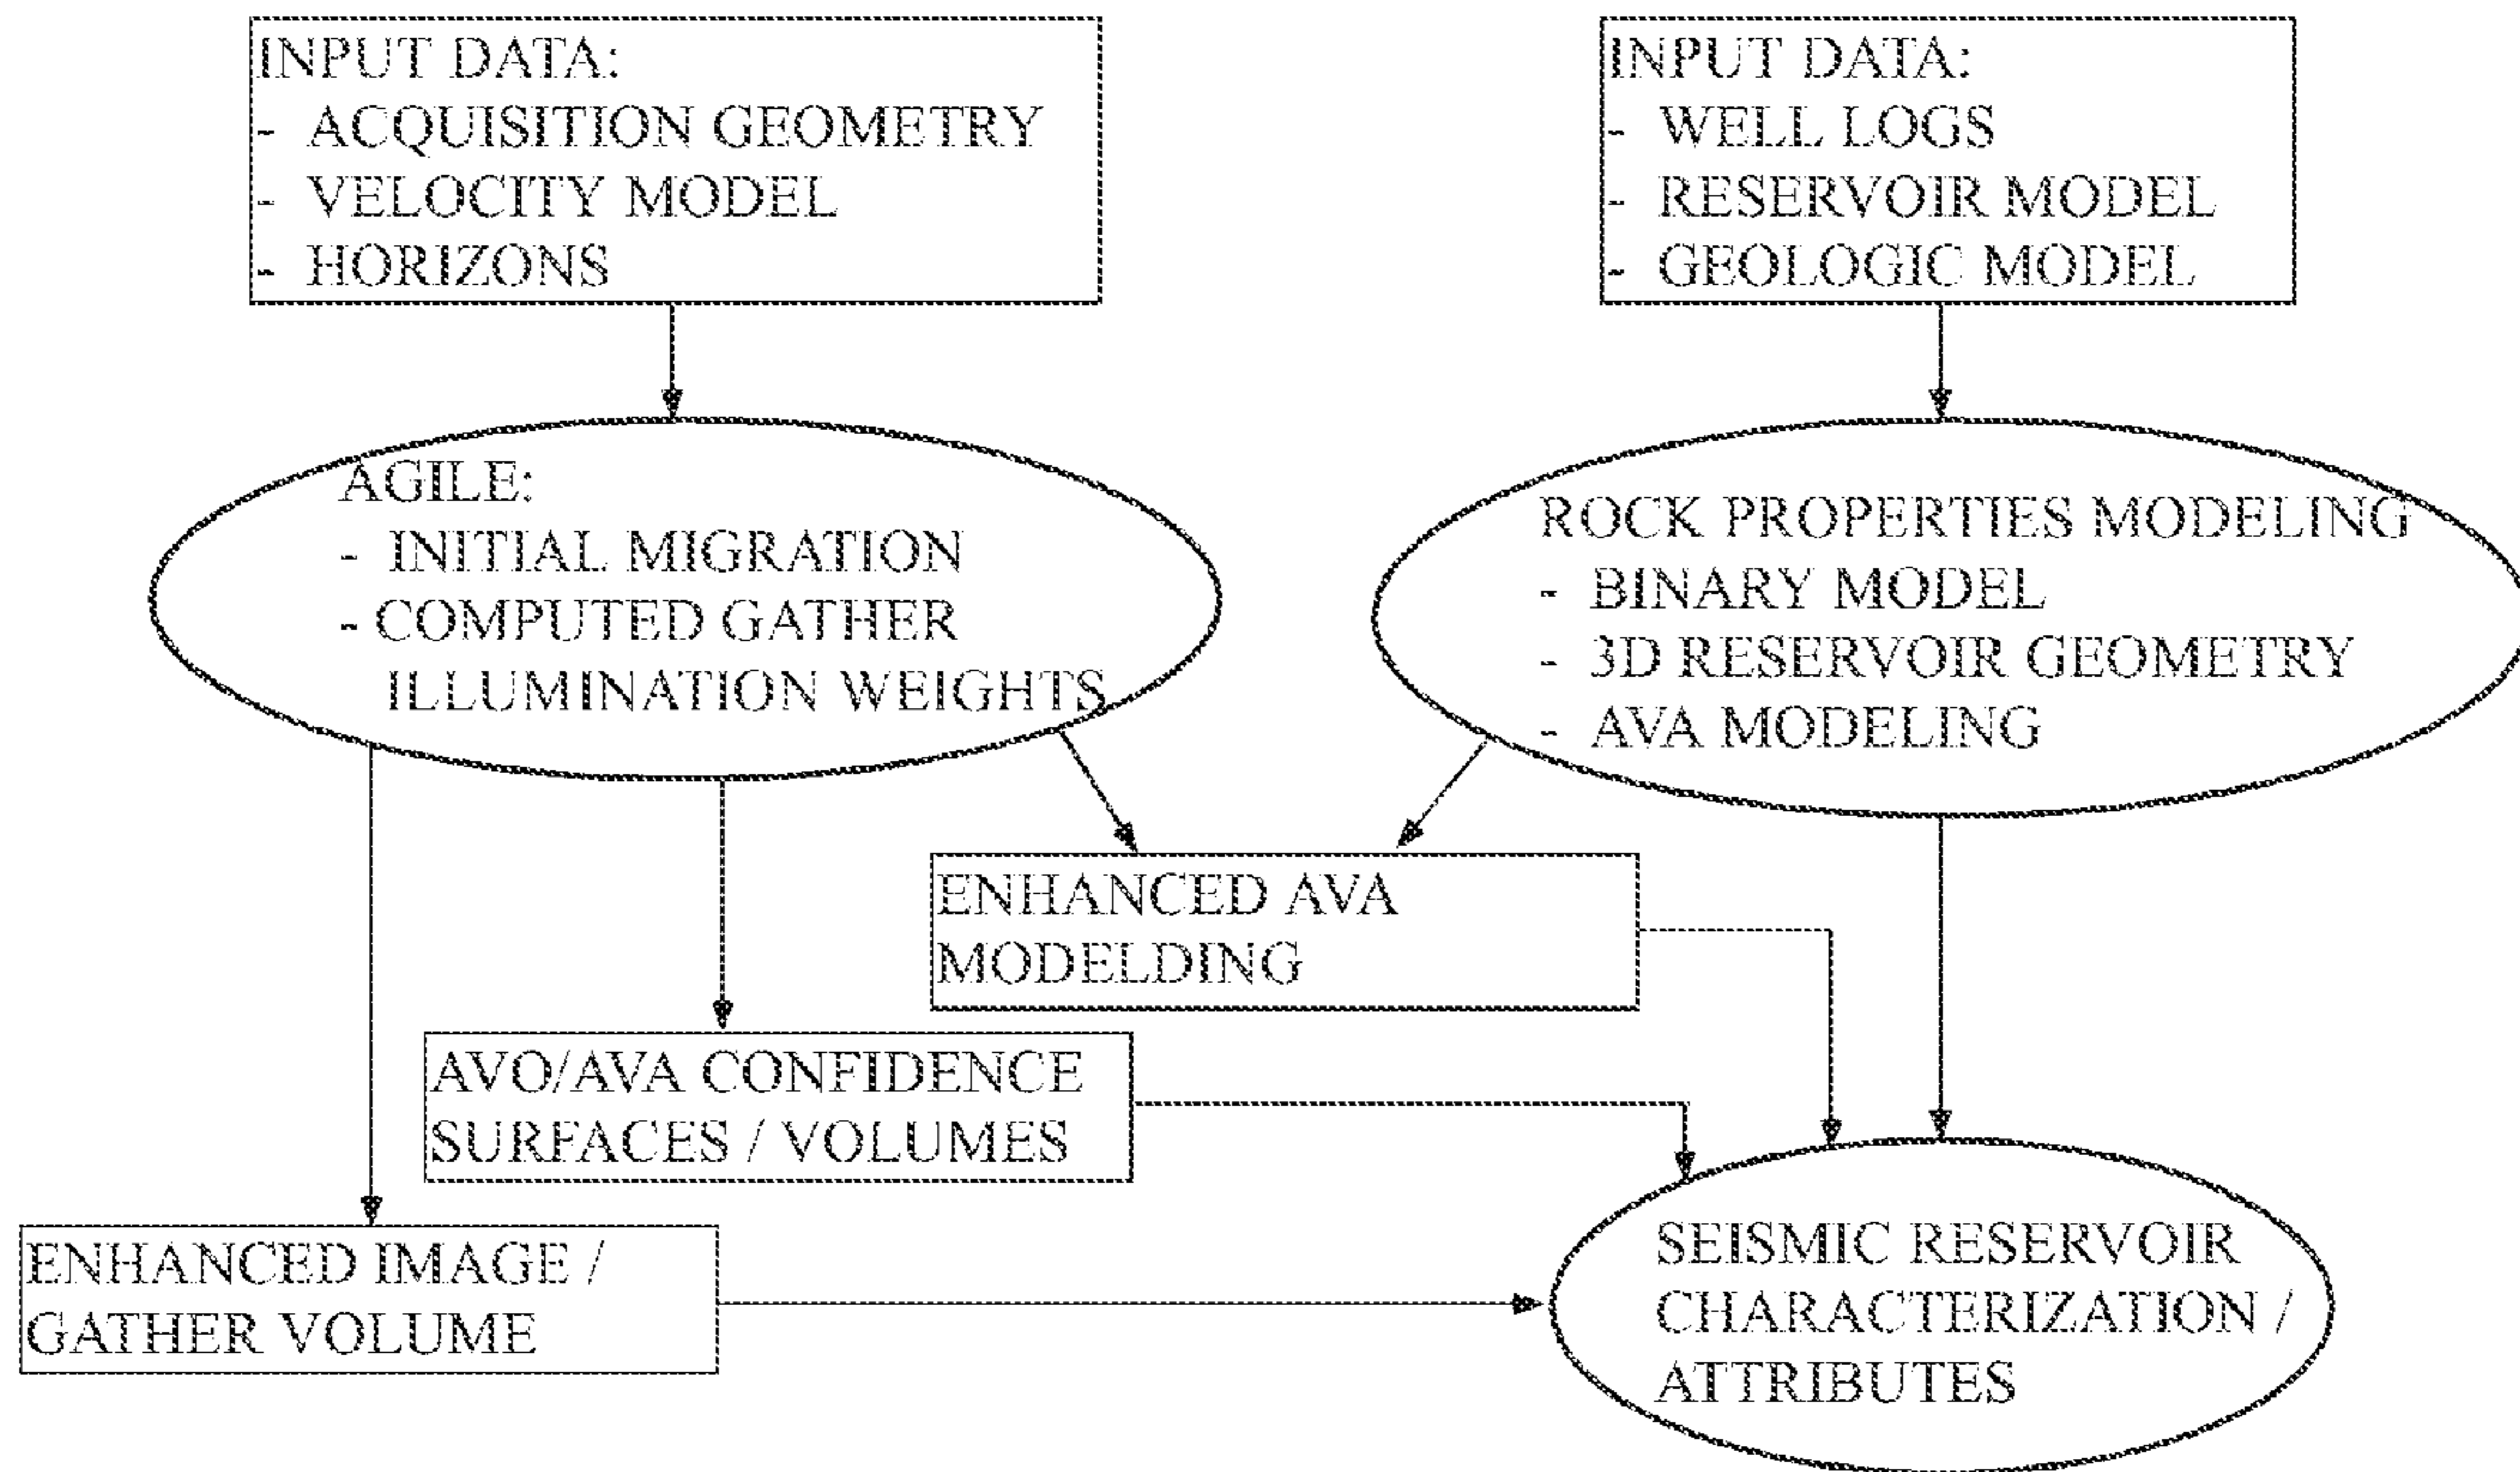 INPUT DATA:
- ACQUISITION GEOMETRY
- VELOCITY MODEL
- HORIZONS
INPUT DATA:
- WELL LOGS
- RESERVOIR MODEL
- GEOLOGIC MODEL
AGILE:
- INITIAL MIGRATION
- COMPUTED GATHER
ILLUMINATION WEIGHTS
ROCK PROPERTIES MODELING
- BINARY MODEL
- 3D RESERVOIR GEOMETRY
- AVA MODELING
ENHANCED AVA
MODELDING
AVO/AVA CONFIDENCE
SURFACES / VOLUMES
ENHANCED IMAGE /
GATHER VOLUME
SEISMIC RESERVOIR
CHARACTERIZATION /
ATTRIBUTES